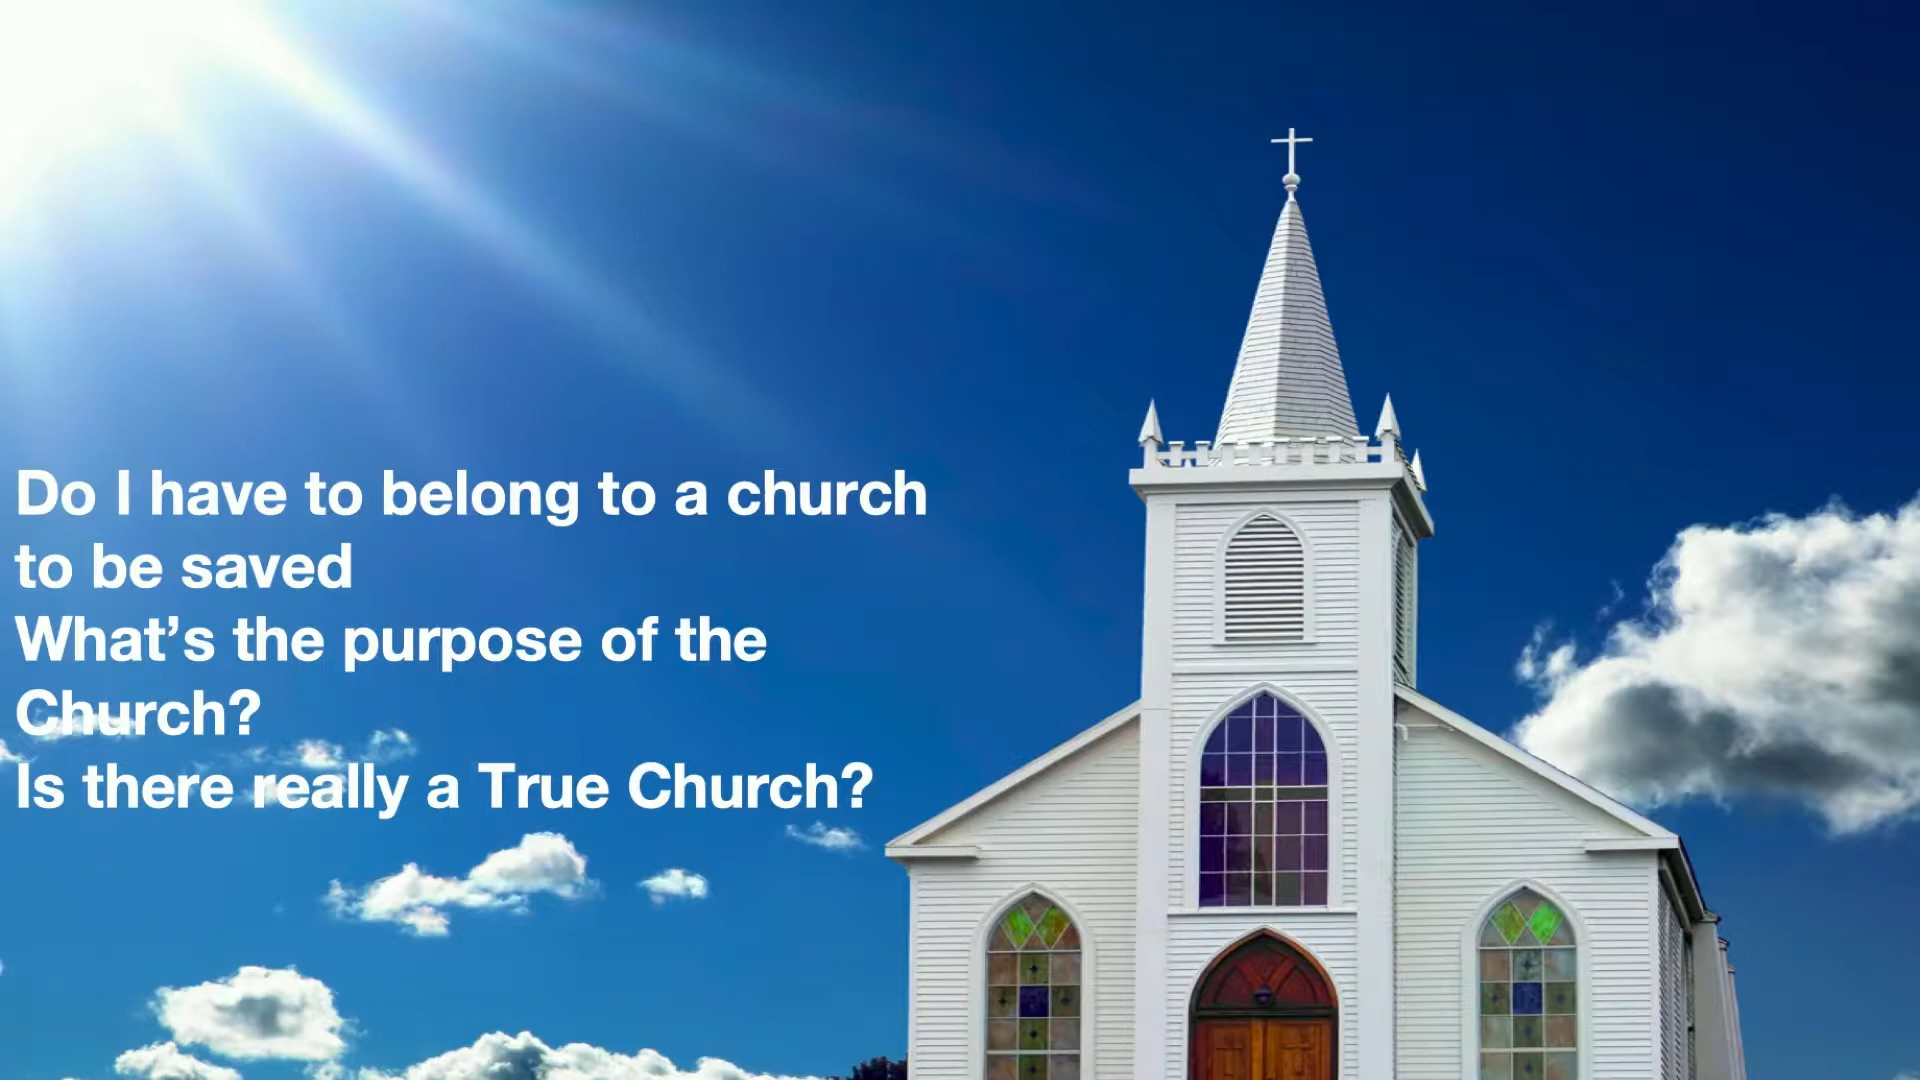 Do I have to belong to a church
to be saved
What’s the purpose of the
Church?
Is there really a True Church?